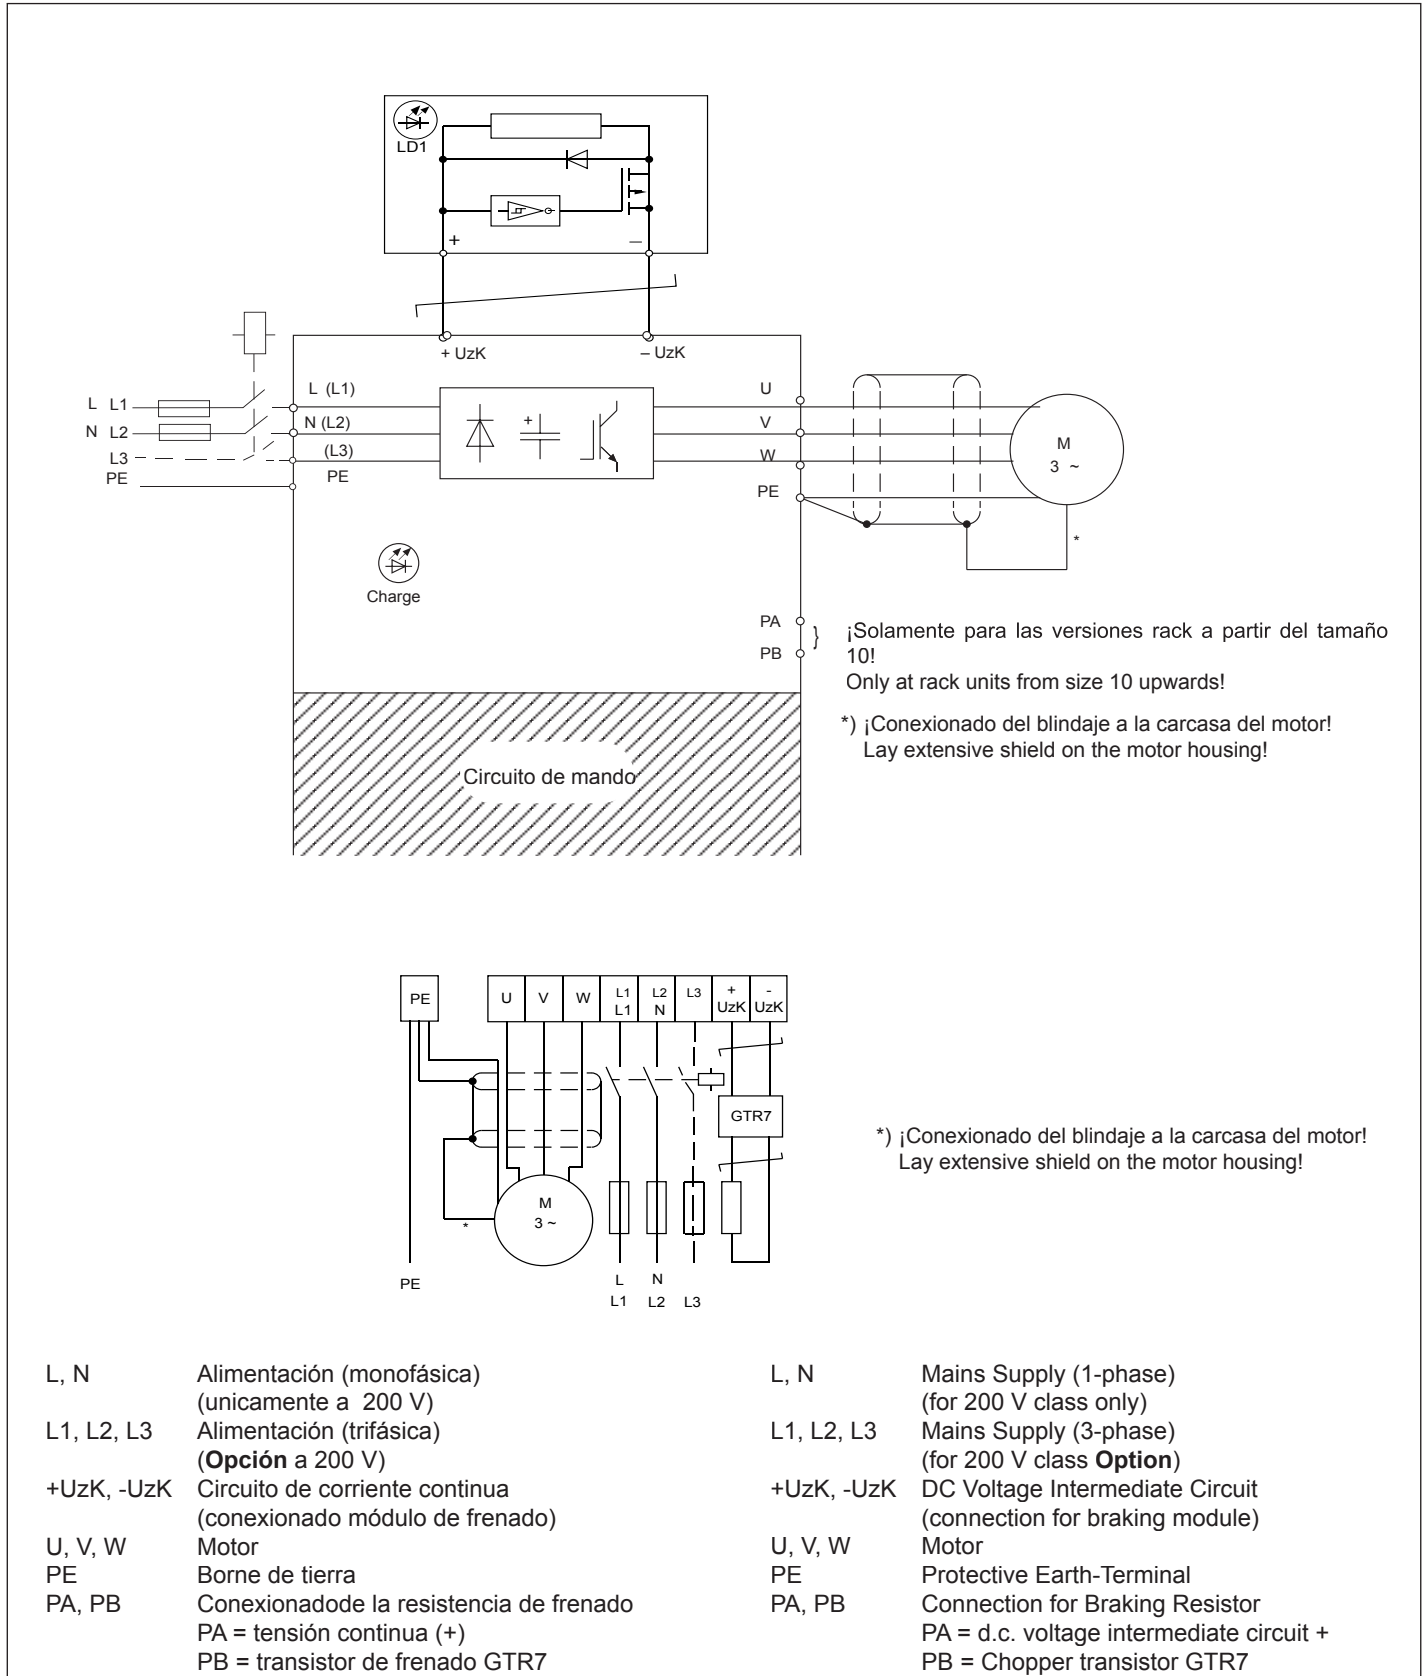 LD1
+ –
+ UzK – UzK
L (L1) U
L L1
N (L2) V
N L2
(L3) W
L3
PE PE PE
+
M
3 ~
*
Charge
PA
PB
}
¡Solamente para las versiones rack a partir del tamaño
10!
Only at rack units from size 10 upwards!
*) ¡Conexionado del blindaje a la carcasa del motor!
Lay extensive shield on the motor housing!
Circuito de mando
PE U V W L1 L2 L3 + -
L1 N UzK UzK
GTR7
*) ¡Conexionado del blindaje a la carcasa del motor!
Lay extensive shield on the motor housing!
M
3 ~
*
PE L N
L1 L2 L3
L, N Alimentación (monofásica)
(unicamente a 200 V)
L1, L2, L3 Alimentación (trifásica)
(Opción a 200 V)
+UzK, -UzK Circuito de corriente continua
(conexionado módulo de frenado)
U, V, W Motor
PE Borne de tierra
PA, PB Conexionadode la resistencia de frenado
PA = tensión continua (+)
PB = transistor de frenado GTR7
L, N Mains Supply (1-phase)
(for 200 V class only)
L1, L2, L3 Mains Supply (3-phase)
(for 200 V class Option)
+UzK, -UzK DC Voltage Intermediate Circuit
(connection for braking module)
U, V, W Motor
PE Protective Earth-Terminal
PA, PB Connection for Braking Resistor
PA = d.c. voltage intermediate circuit +
PB = Chopper transistor GTR7